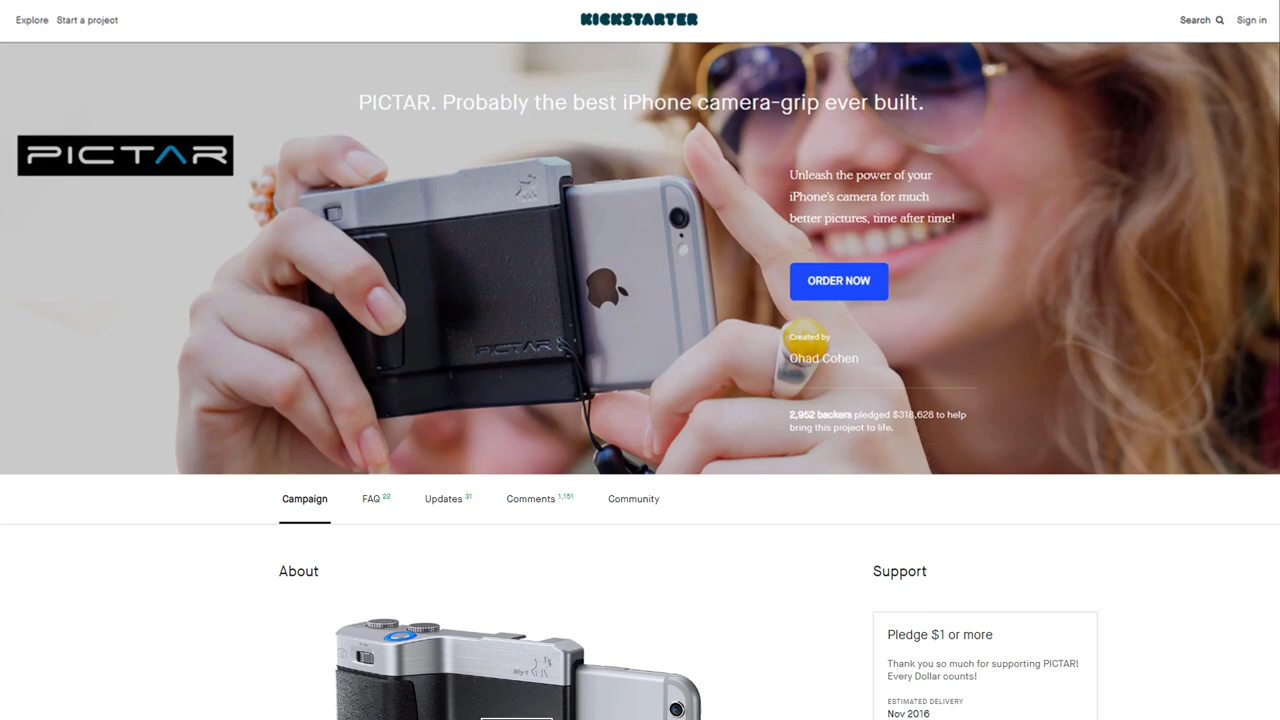 Explore Start a project KICKSTARTER Search Sign in
PICTAR. Probably the best iPhone camera-grip ever built.
PICTAR
Unleash the power of your
iPhone's camera for much
better pictures, time after time!
ORDER NOW
PICTAR
Created by
Ohad Cohen
2,952 backers pledged $318,628 to help
bring this project to life.
Campaign FAQ 22 Updates 31 Comments 1,151 Community
About Support
Pledge $1 or more
Thank you so much for supporting PICTAR!
Every Dollar counts!
ESTIMATED DELIVERY
Nov 2016